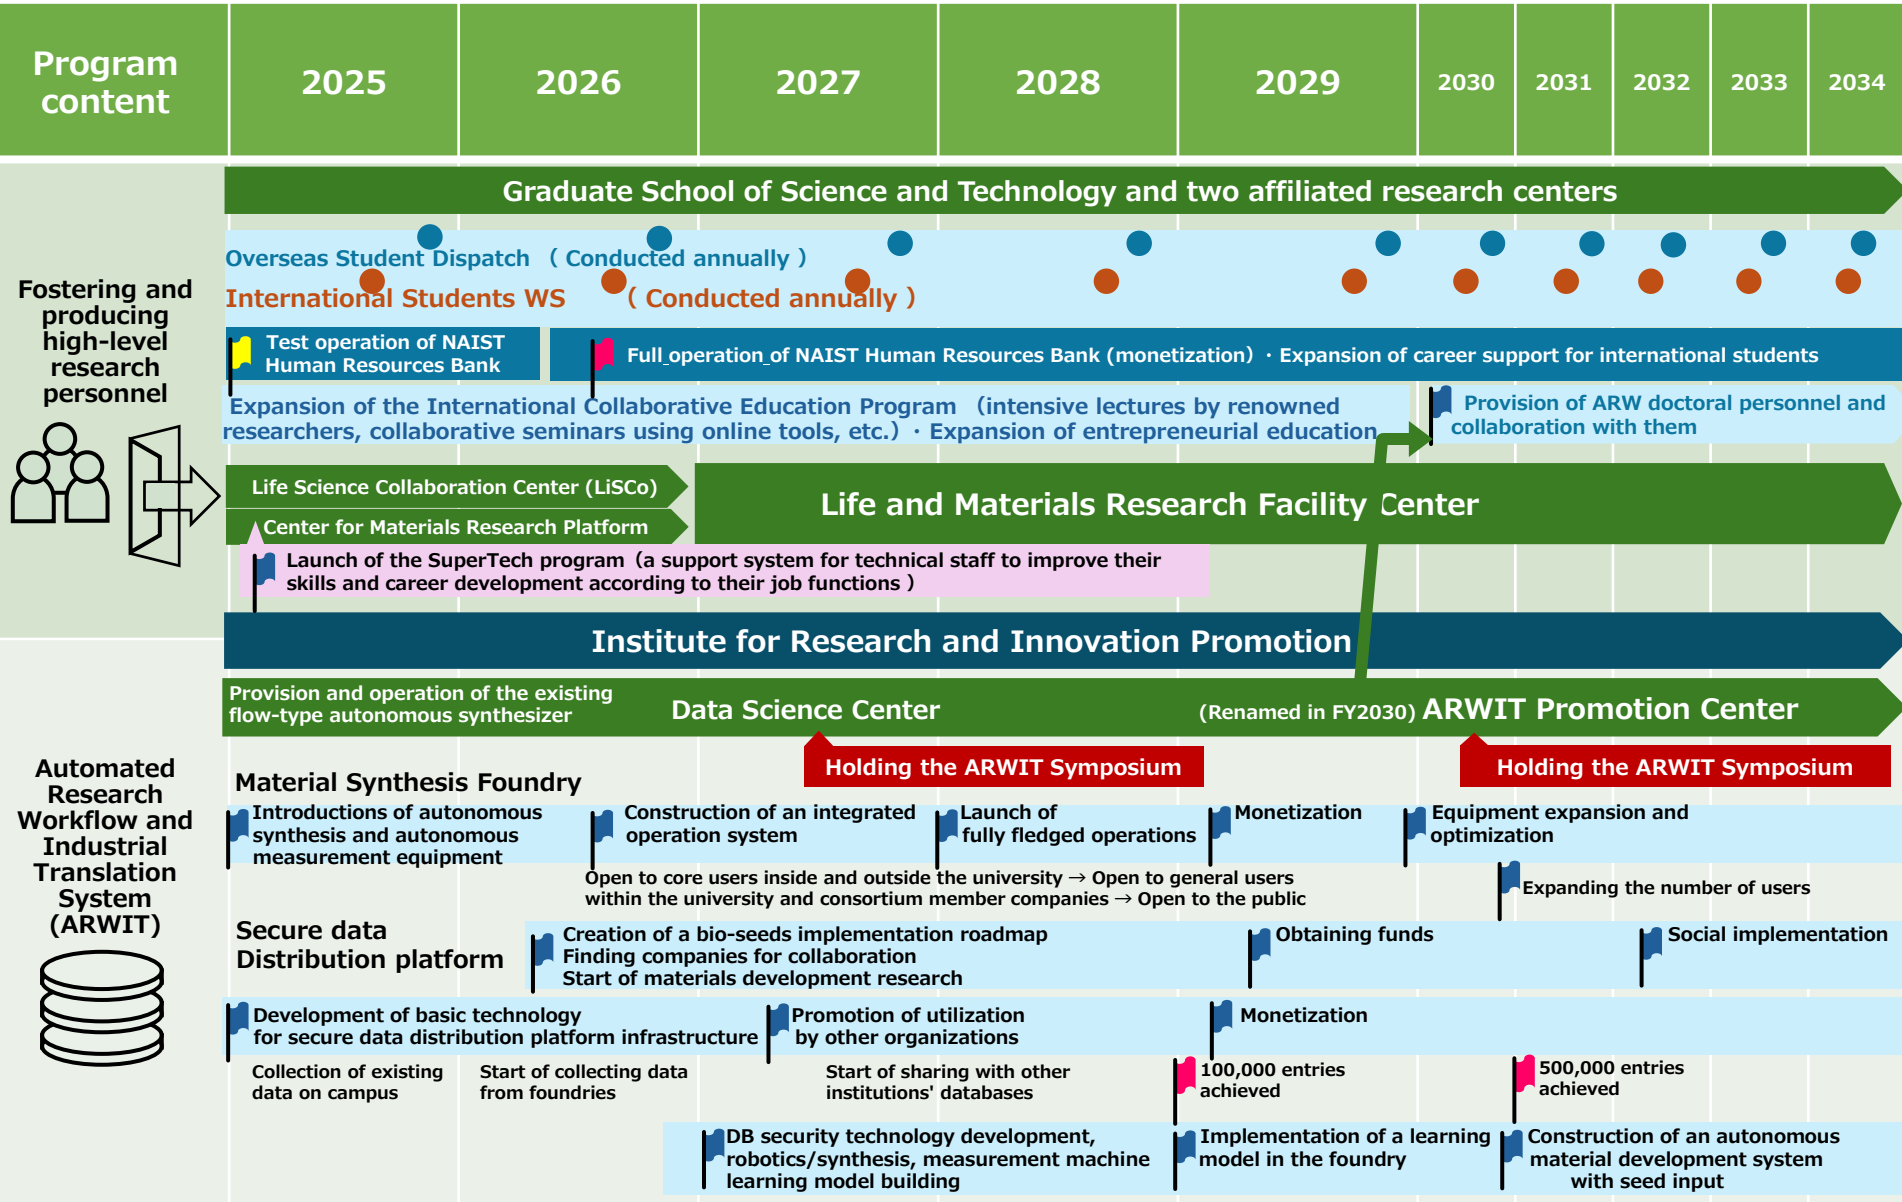 Program
content
2025
2026
2027
2028
2029
2030
2031
2032
2033
2034
Fostering and
producing
high-level
research
personnel
Graduate School of Science and Technology and two affiliated research centers
Overseas Student Dispatch （ Conducted annually ）
International Students WS （ Conducted annually ）
Test operation of NAIST
Human Resources Bank
Full operation of NAIST Human Resources Bank (monetization)・Expansion of career support for international students
Expansion of the International Collaborative Education Program （intensive lectures by renowned
researchers, collaborative seminars using online tools, etc.）・Expansion of entrepreneurial education
Provision of ARW doctoral personnel and
collaboration with them
Life Science Collaboration Center (LiSCo)
Center for Materials Research Platform
Life and Materials Research Facility Center
Launch of the SuperTech program（a support system for technical staff to improve their
skills and career development according to their job functions ）
Institute for Research and Innovation Promotion
Automated
Research
Workflow and
Industrial
Translation
System
(ARWIT)
Provision and operation of the existing
flow-type autonomous synthesizer
Data Science Center
(Renamed in FY2030) ARWIT Promotion Center
Holding the ARWIT Symposium
Holding the ARWIT Symposium
Material Synthesis Foundry
Introductions of autonomous
synthesis and autonomous
measurement equipment
Construction of an integrated
operation system
Launch of
fully fledged operations
Monetization
Equipment expansion and
optimization
Open to core users inside and outside the university → Open to general users
within the university and consortium member companies → Open to the public
Expanding the number of users
Secure data
Distribution platform
Creation of a bio-seeds implementation roadmap
Finding companies for collaboration
Start of materials development research
Obtaining funds
Social implementation
Development of basic technology
for secure data distribution platform infrastructure
Promotion of utilization
by other organizations
Monetization
Collection of existing
data on campus
Start of collecting data
from foundries
Start of sharing with other
institutions' databases
100,000 entries
achieved
500,000 entries
achieved
DB security technology development,
robotics/synthesis, measurement machine
learning model building
Implementation of a learning
model in the foundry
Construction of an autonomous
material development system
with seed input